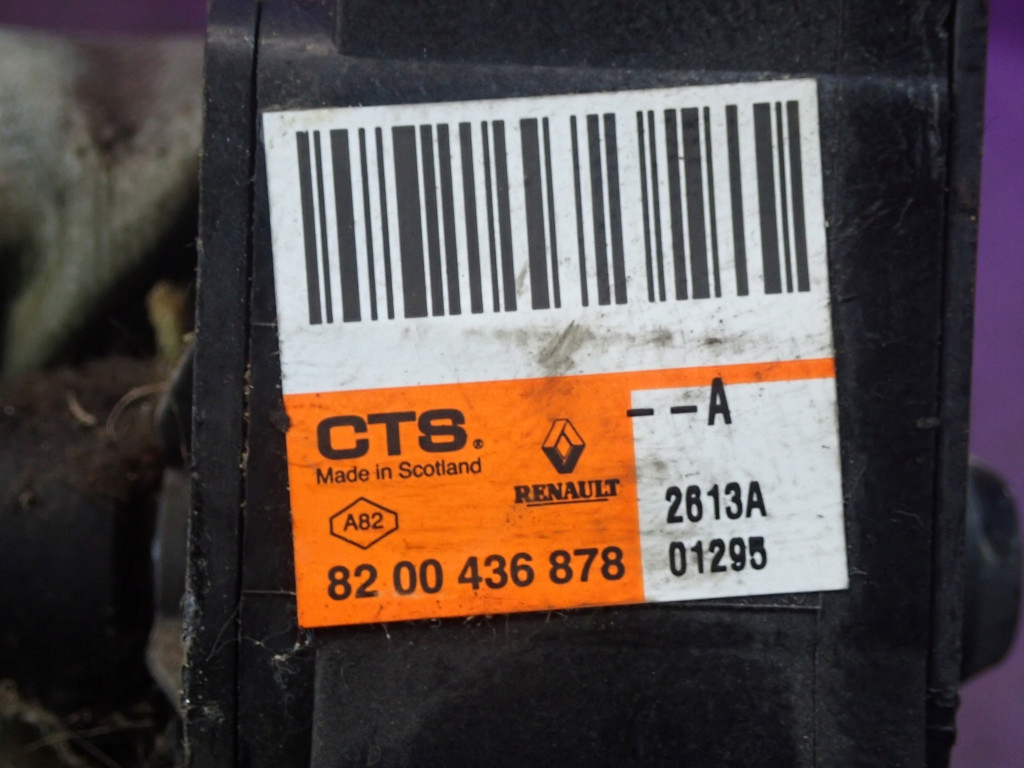 CTS®
Made in Scotland
A82
RENAULT
82 00 436 878
--A
2613A
01295